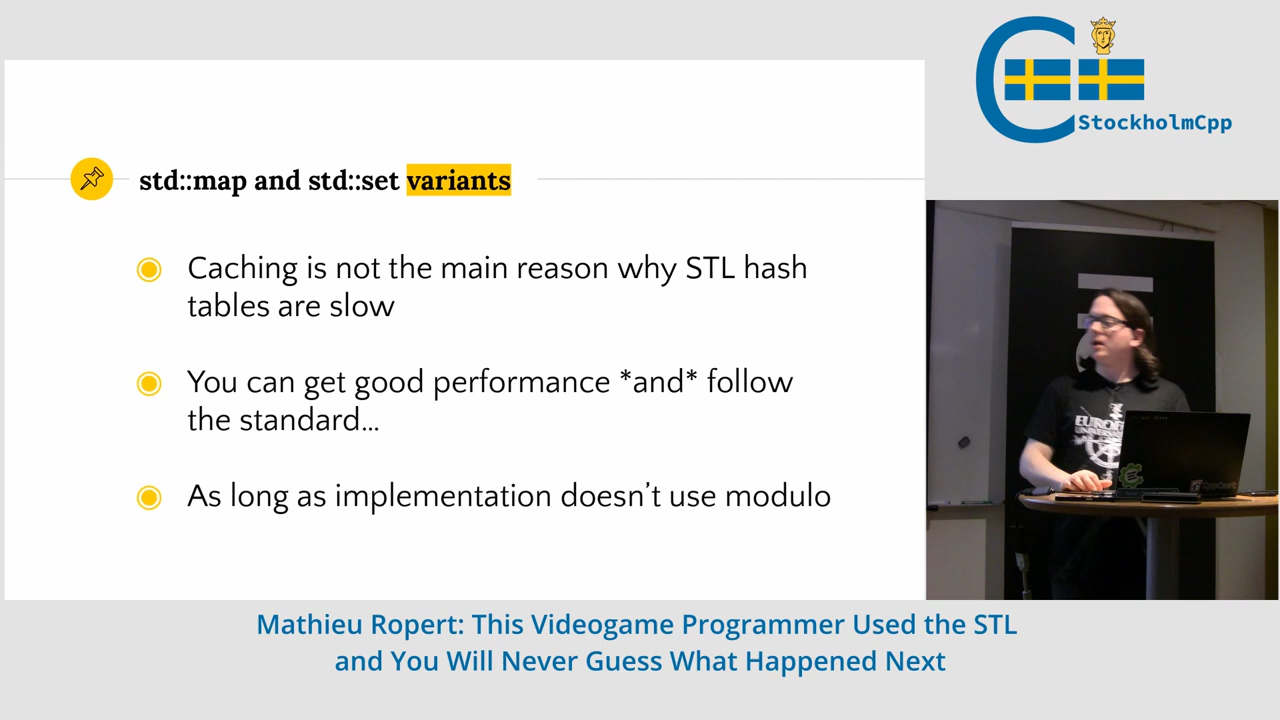 StockholmCpp
std::map and std::set variants
Caching is not the main reason why STL hash
tables are slow
You can get good performance *and* follow
the standard...
As long as implementation doesn't use modulo
Mathieu Ropert: This Videogame Programmer Used the STL
and You Will Never Guess What Happened Next